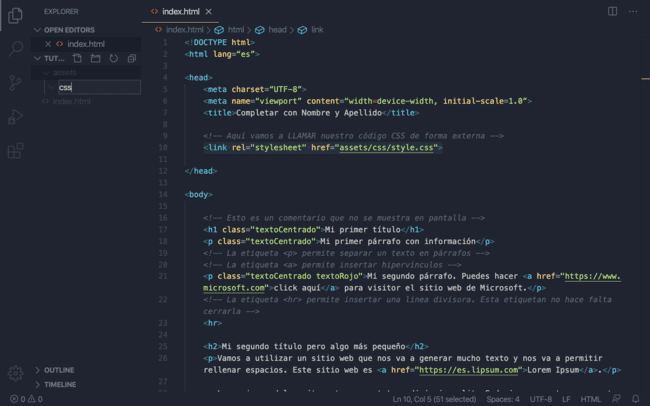 EXPLORER
OPEN EDITORS
index.html
TUT...
assets
css
index.html
OUTLINE
TIMELINE
index.html
index.html > html > head > link
1 <!DOCTYPE html>
2 <html lang="es">
3
4 <head>
5 <meta charset="UTF-8">
6 <meta name="viewport" content="width=device-width, initial-scale=1.0">
7 <title>Completar con Nombre y Apellido</title>
8
9 <!-- Aquí vamos a LLAMAR nuestro código CSS de forma externa -->
10 <link rel="stylesheet" href="assets/css/style.css">
11
12 </head>
13
14 <body>
15
16 <!-- Esto es un comentario que no se muestra en pantalla -->
17 <h1 class="textoCentrado">Mi primer título</h1>
18 <p class="textoCentrado">Mi primer párrafo con información</p>
19 <!-- La etiqueta <p> permite separar un texto en párrafos -->
20 <!-- La etiqueta <a> permite insertar hipervínculos -->
21 <p class="textoCentrado textoRojo">Mi segundo párrafo. Puedes hacer <a href="https://www.
microsoft.com">click aquí</a> para visitor el sitio web de Microsoft.</p>
22 <!-- La etiqueta <hr> permite insertar una linea divisora. Esta etiquetan no hace falta
cerrarla -->
23 <hr>
24
25 <h2>Mi segundo título pero algo más pequeño</h2>
26 <p>Vamos a utilizar un sitio web que nos va a generar mucho texto y nos va a permitir
rellenar espacios. Este sitio web es <a href="https://es.lipsum.com">Lorem Ipsum</a>.</p>
27
0 0
Ln 10, Col 5 (51 selected) Spaces: 4 UTF-8 LF HTML